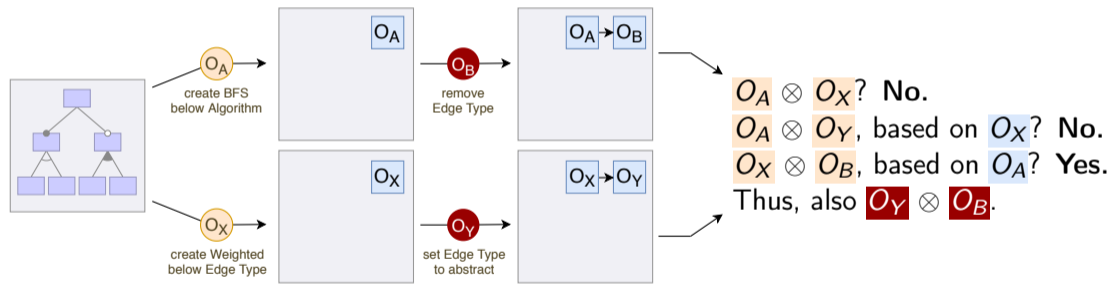 O_A
create BFS
below Algorithm
O_A
O_B
remove
Edge Type
O_A → O_B
O_X
create Weighted
below Edge Type
O_X
O_Y
set Edge Type
to abstract
O_X → O_Y
O_A ⊗ O_X? No.
O_A ⊗ O_Y, based on O_X? No.
O_X ⊗ O_B, based on O_A? Yes.
Thus, also O_Y ⊗ O_B.